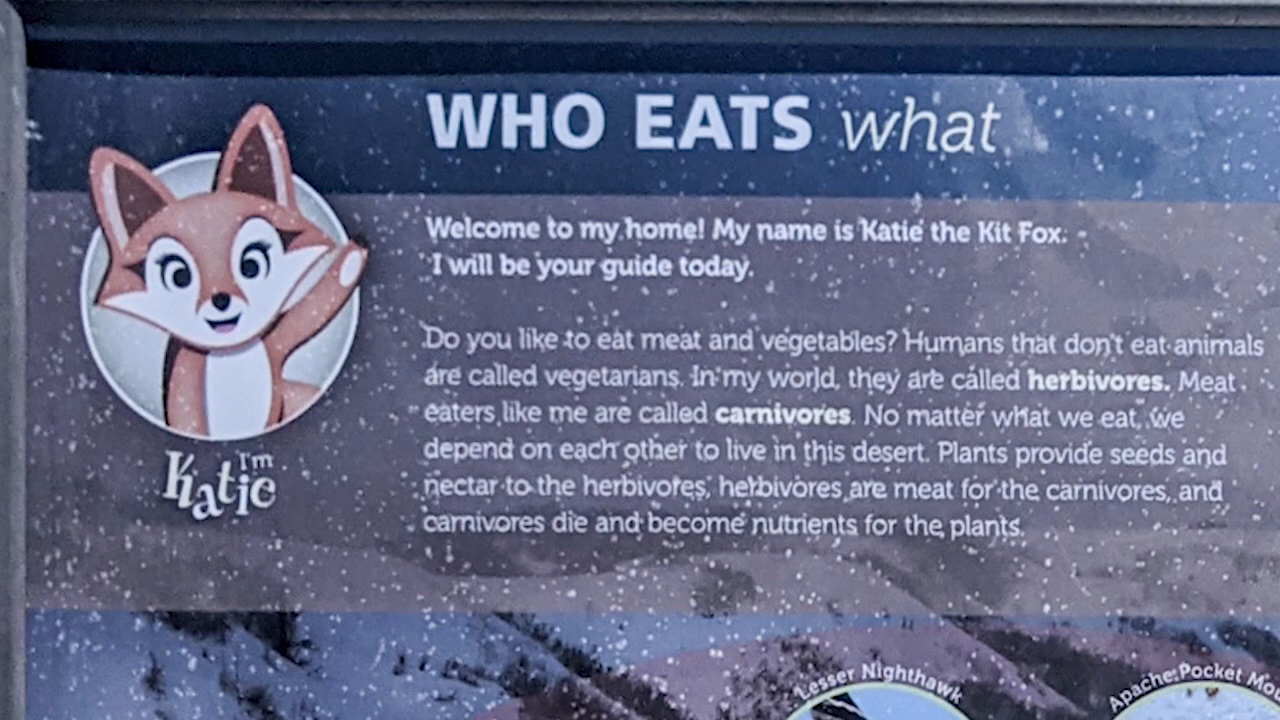 WHO EATS what
Welcome to my home! My name is Katie the Kit Fox.
I will be your guide today.
Do you like to eat meat and vegetables? Humans that don't eat animals
are called vegetarians. In my world, they are called herbivores. Meat
eaters like me are called carnivores. No matter what we eat, we
depend on each other to live in this desert. Plants provide seeds and
nectar to the herbivores, herbivores are meat for the carnivores, and
carnivores die and become nutrients for the plants.
I'm
Katie
Lesser Nighthawk
Apache Pocket